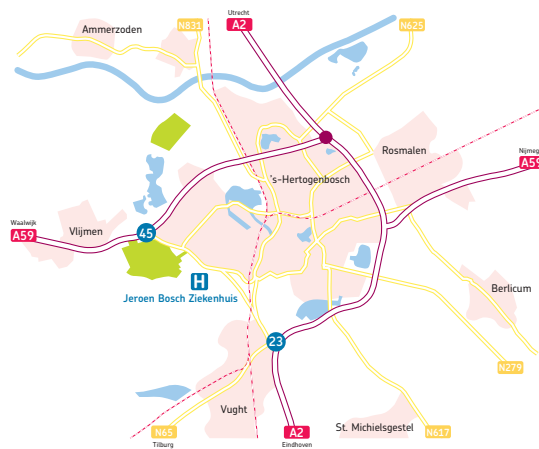 Utrecht
A2
N831
N625
Ammerzoden
Rosmalen
Nijmeg
A59
's-Hertogenbosch
Waalwijk
A59
Vlijmen
45
H
Jeroen Bosch Ziekenhuis
Berlicum
23
N279
Vught
N65
Tilburg
A2
Eindhoven
St. Michielsgestel
N617